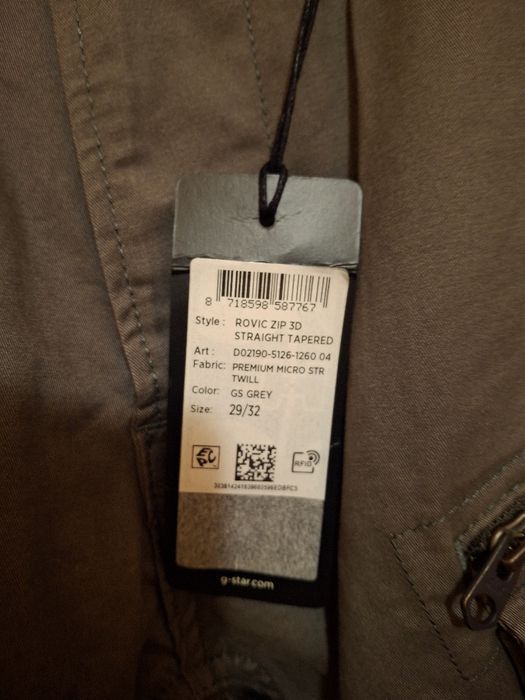 8 718598 587767
Style : ROVIC ZIP 3D
STRAIGHT TAPERED
Art : D02190-5126-1260 04
Fabric: PREMIUM MICRO STR
TWILL
Color: GS GREY
Size: 29/32
EPC
RFID
g-star.com